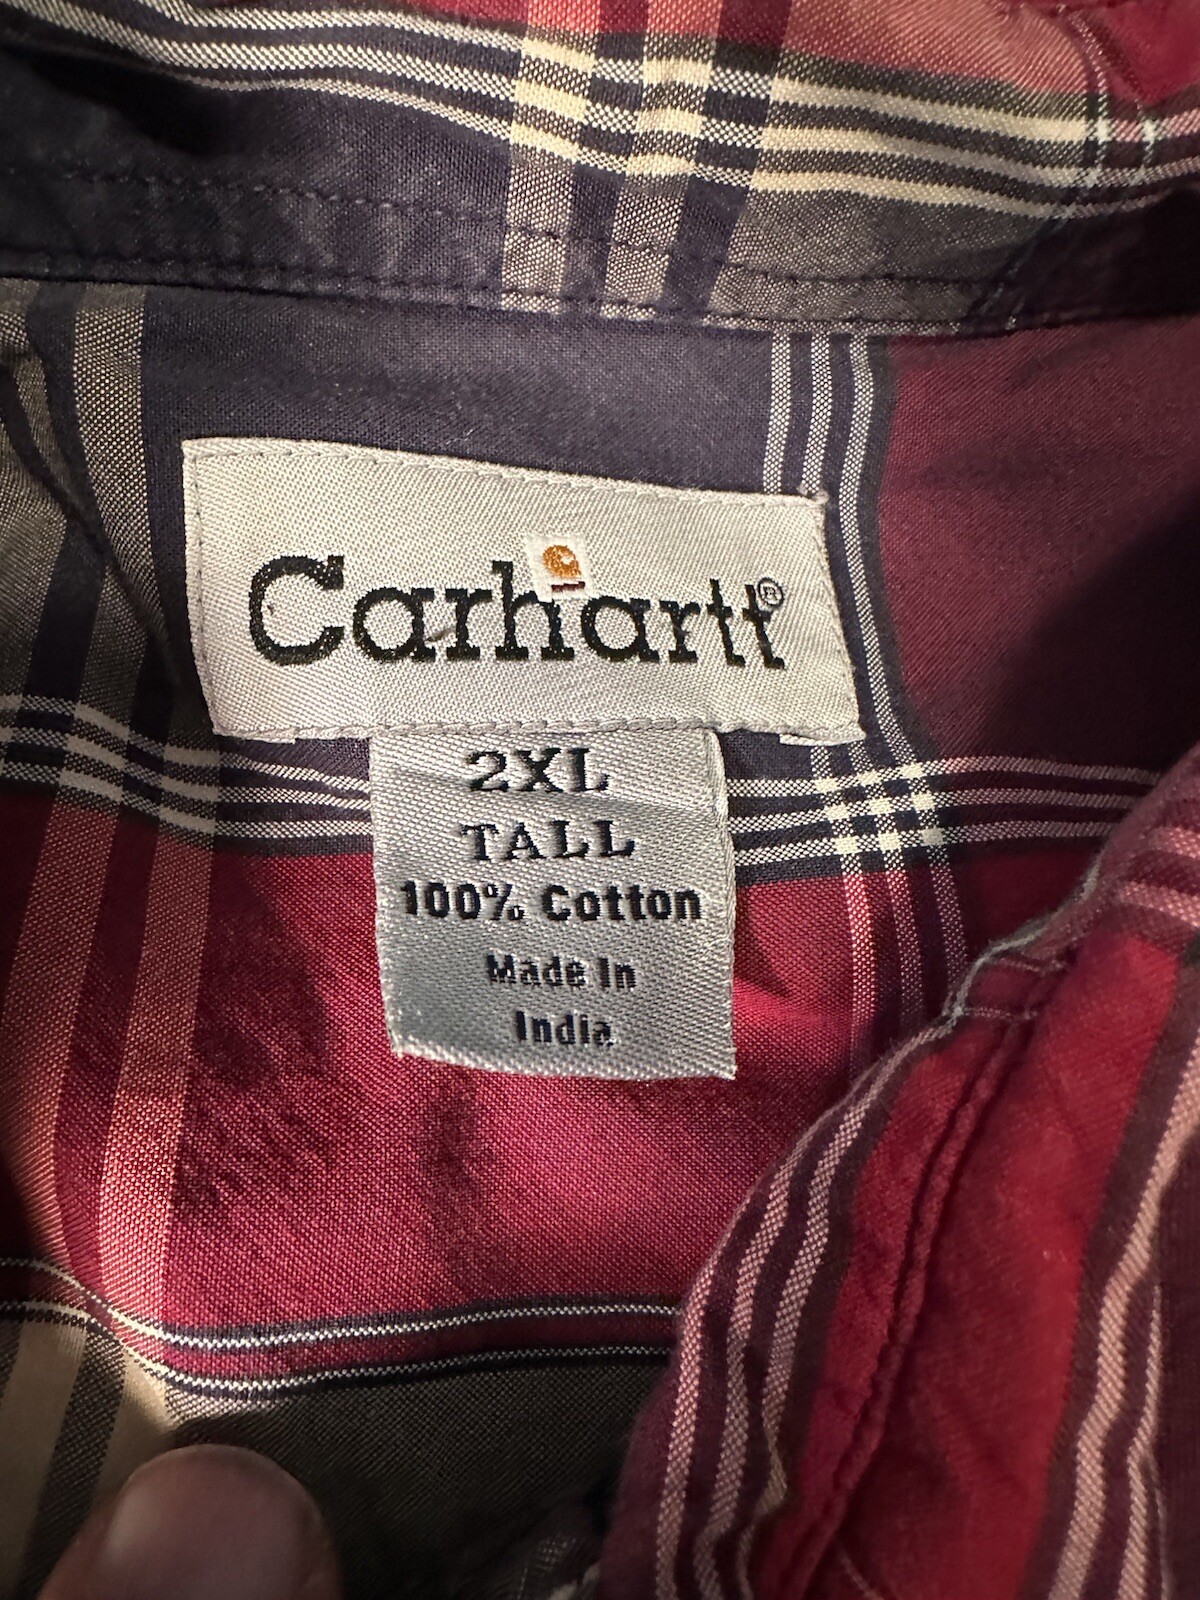 Carhartt®
2XL
TALL
100% Cotton
Made In
India